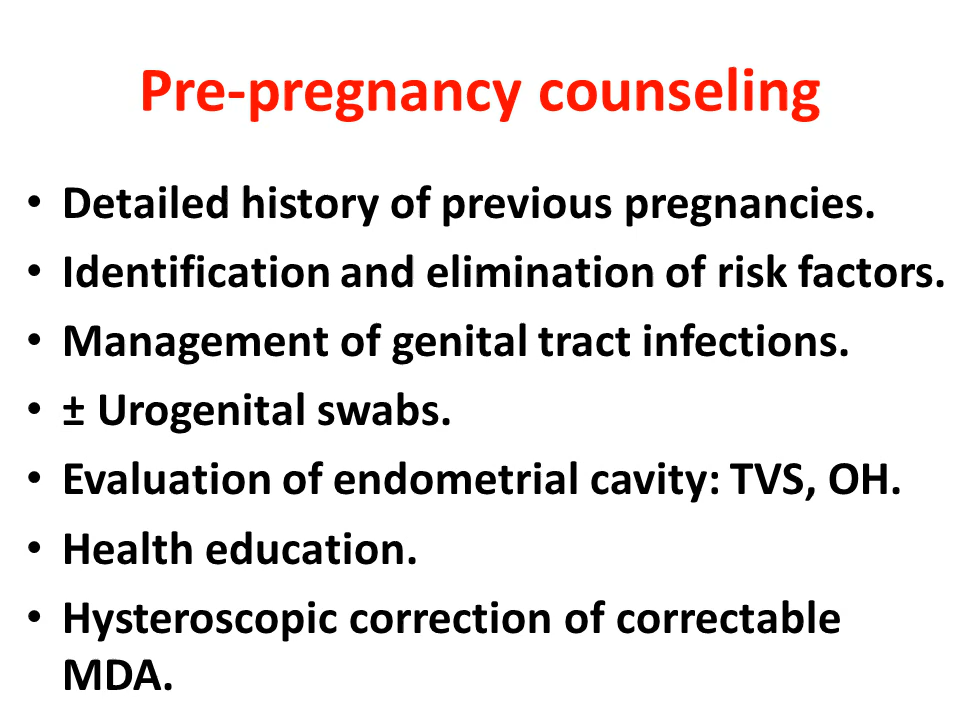 Pre-pregnancy counseling
• Detailed history of previous pregnancies.
• Identification and elimination of risk factors.
• Management of genital tract infections.
• ± Urogenital swabs.
• Evaluation of endometrial cavity: TVS, OH.
• Health education.
• Hysteroscopic correction of correctable
MDA.